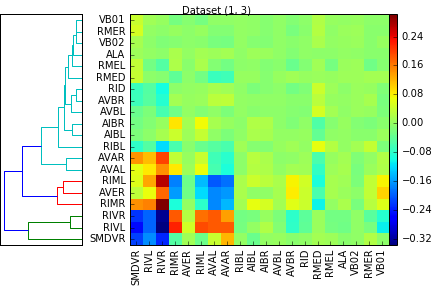 Dataset (1, 3)
VB01
RMER
VB02
ALA
RMEL
RMED
RID
AVBR
AVBL
AIBR
AIBL
RIBL
AVAR
AVAL
RIML
AVER
RIMR
RIVR
RIVL
SMDVR
0.24
0.16
0.08
0.00
−0.08
−0.16
−0.24
−0.32
SMDVR
RIVL
RIVR
RIMR
AVER
RIML
AVAL
AVAR
RIBL
AIBL
AIBR
AVBL
AVBR
RID
RMED
RMEL
ALA
VB02
RMER
VB01